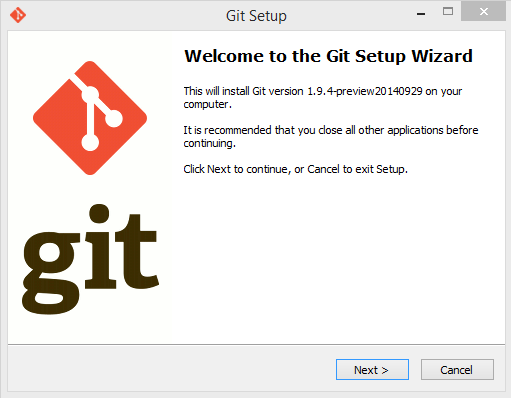 Git Setup
Welcome to the Git Setup Wizard
This will install Git version 1.9.4-preview20140929 on your
computer.
It is recommended that you close all other applications before
continuing.
Click Next to continue, or Cancel to exit Setup.
git
Next >
Cancel